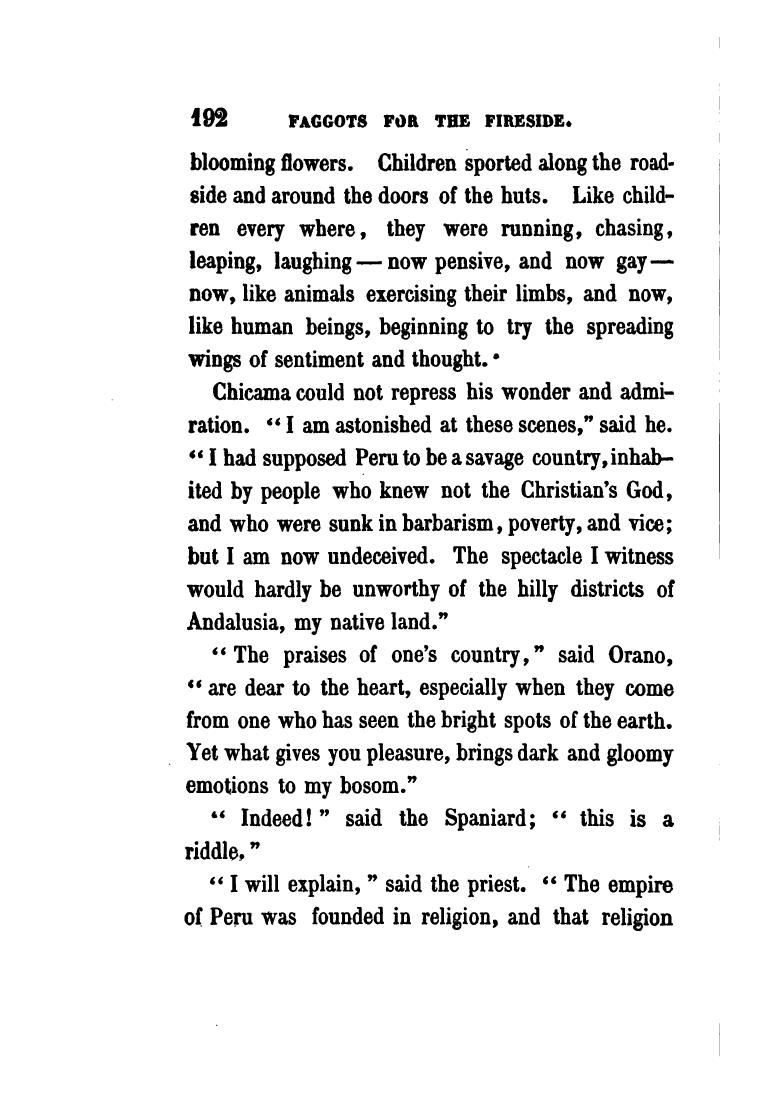 192 FAGGOTS FOR THE FIRESIDE.
blooming flowers. Children sported along the road-
side and around the doors of the huts. Like child-
ren every where, they were running, chasing,
leaping, laughing — now pensive, and now gay —
now, like animals exercising their limbs, and now,
like human beings, beginning to try the spreading
wings of sentiment and thought.
Chicama could not repress his wonder and admi-
ration. “I am astonished at these scenes,” said he.
“I had supposed Peru to be a savage country, inhab-
ited by people who knew not the Christian’s God,
and who were sunk in barbarism, poverty, and vice;
but I am now undeceived. The spectacle I witness
would hardly be unworthy of the hilly districts of
Andalusia, my native land.”
“The praises of one’s country,” said Orano,
“are dear to the heart, especially when they come
from one who has seen the bright spots of the earth.
Yet what gives you pleasure, brings dark and gloomy
emotions to my bosom.”
“Indeed!” said the Spaniard; “this is a
riddle,”
“I will explain,” said the priest. “The empire
of Peru was founded in religion, and that religion